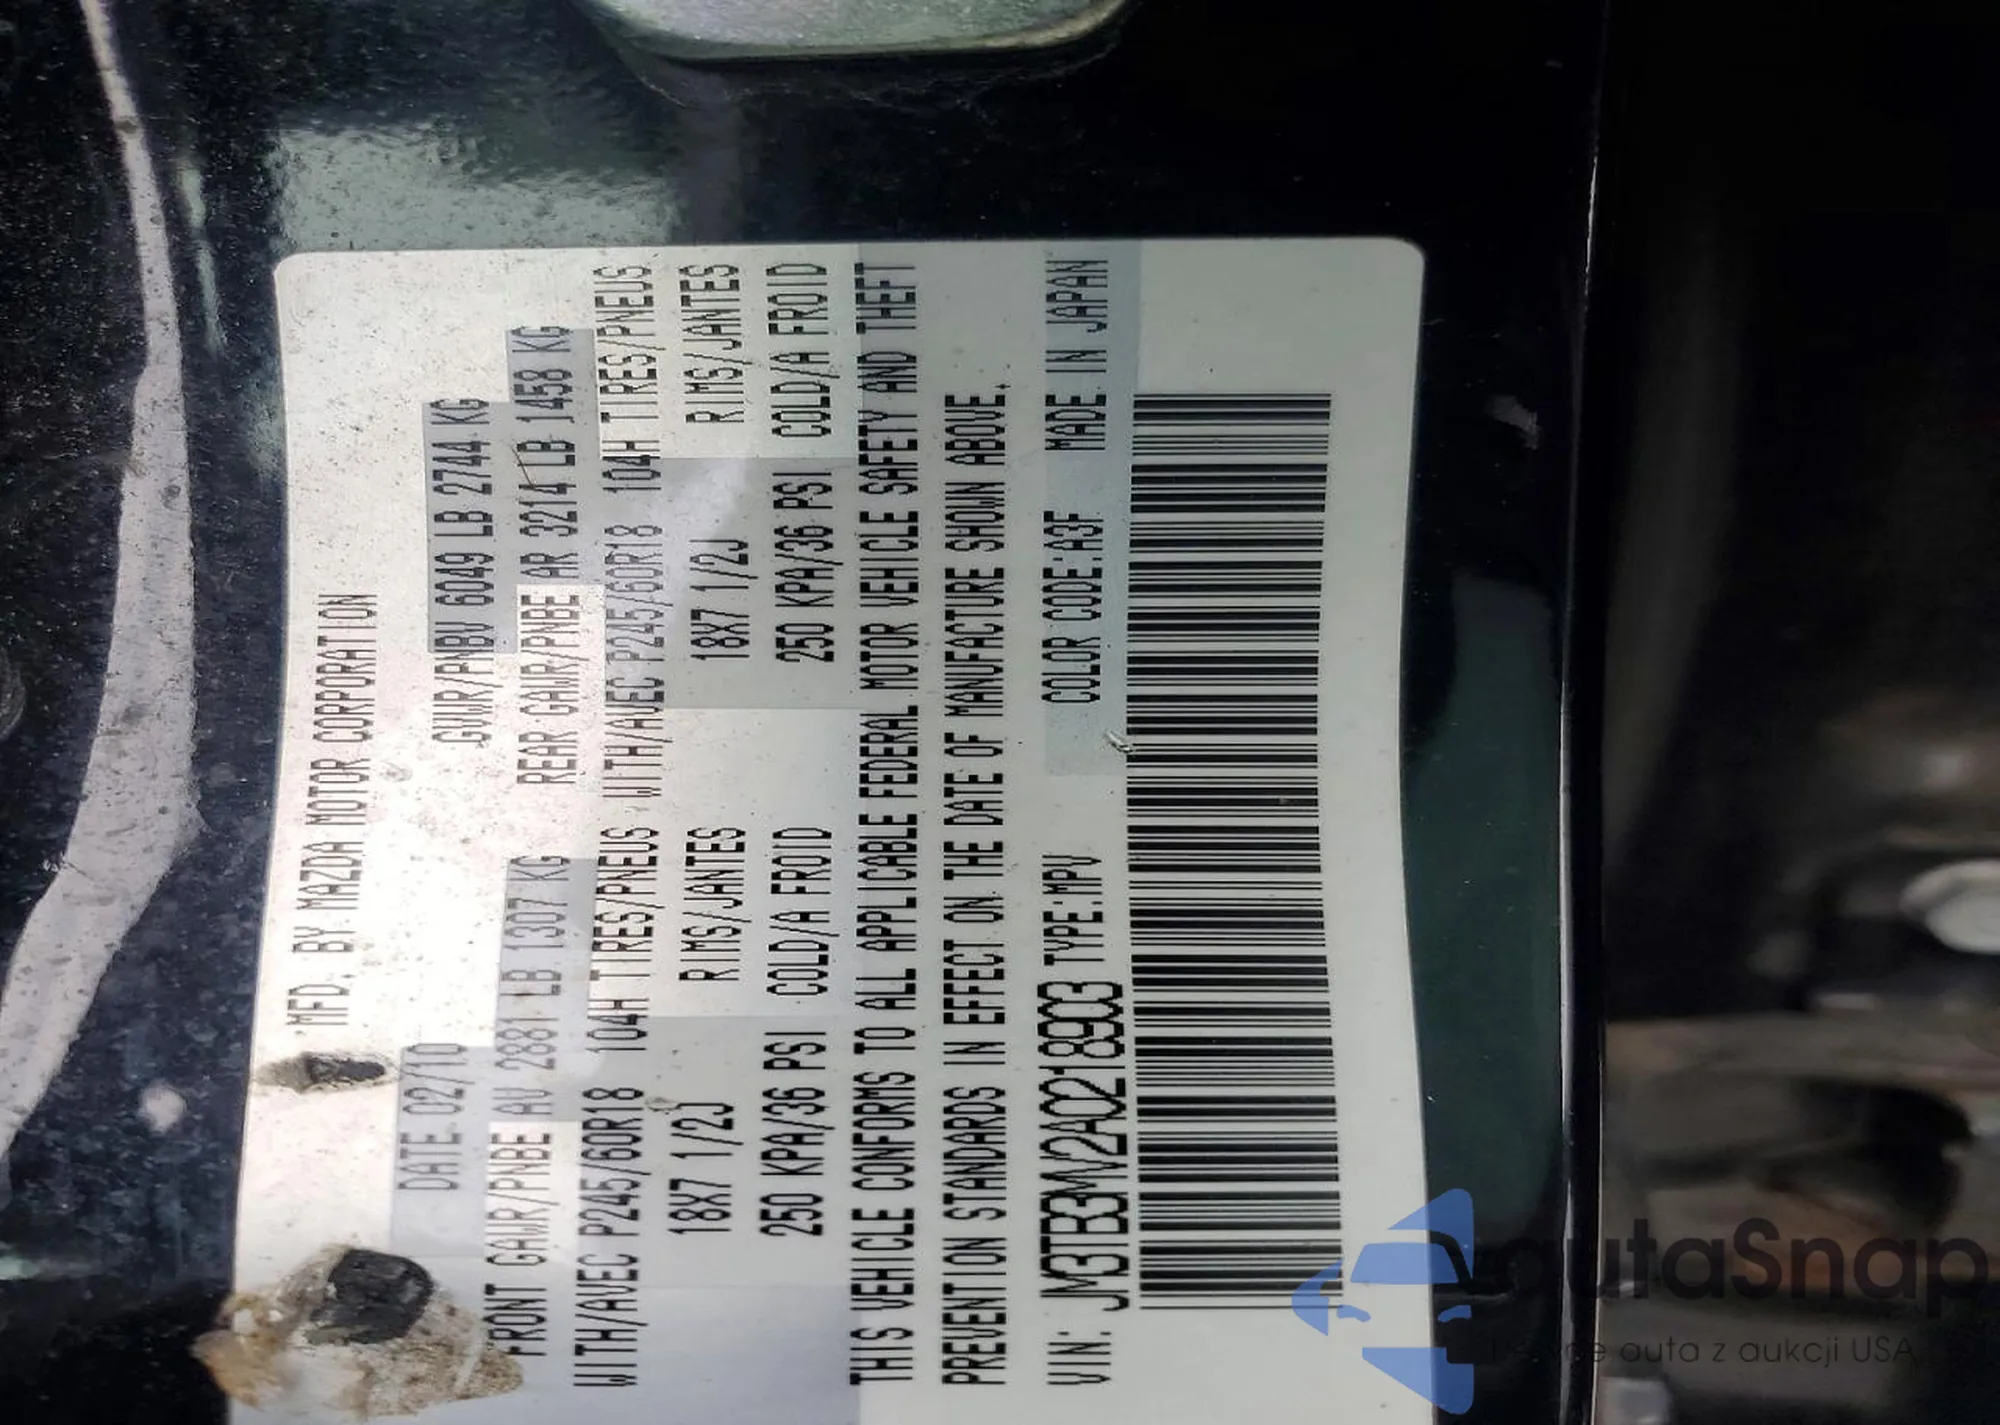 MFD. BY MAZDA MOTOR CORPORATION
DATE 02/10 GVWR/PNBV 6049 LB 2744 KG
FRONT GAWR/PNBE AV 2881 LB 1307 KG REAR GAWR/PNBE AR 3214 LB 1458 KG
WITH/AVEC P245/60R18 104H TIRES/PNEUS WITH/AVEC P245/60R18 104H TIRES/PNEUS
18X7 1/2J RIMS/JANTES 18X7 1/2J RIMS/JANTES
250 KPA/36 PSI COLD/A FROID 250 KPA/36 PSI COLD/A FROID
THIS VEHICLE CONFORMS TO ALL APPLICABLE FEDERAL MOTOR VEHICLE SAFETY AND THEFT
PREVENTION STANDARDS IN EFFECT ON THE DATE OF MANUFACTURE SHOWN ABOVE.
VIN: JM3TB3MV2A0218903 TYPE:MPV COLOR CODE:A3F MADE IN JAPAN
autaSnap
auta z aukcji USA